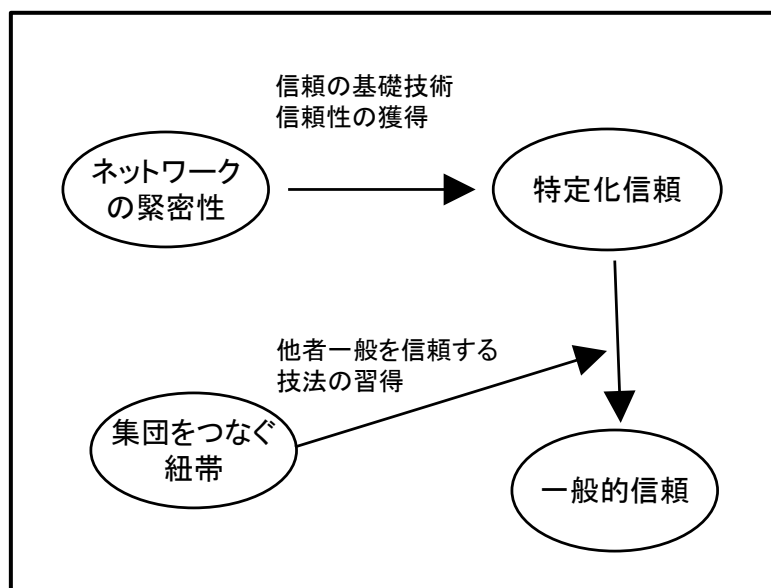 信頼の基礎技術
信頼性の獲得
ネットワーク
の緊密性
特定化信頼
他者一般を信頼する
技法の習得
集団をつなぐ
紐帯
一般的信頼